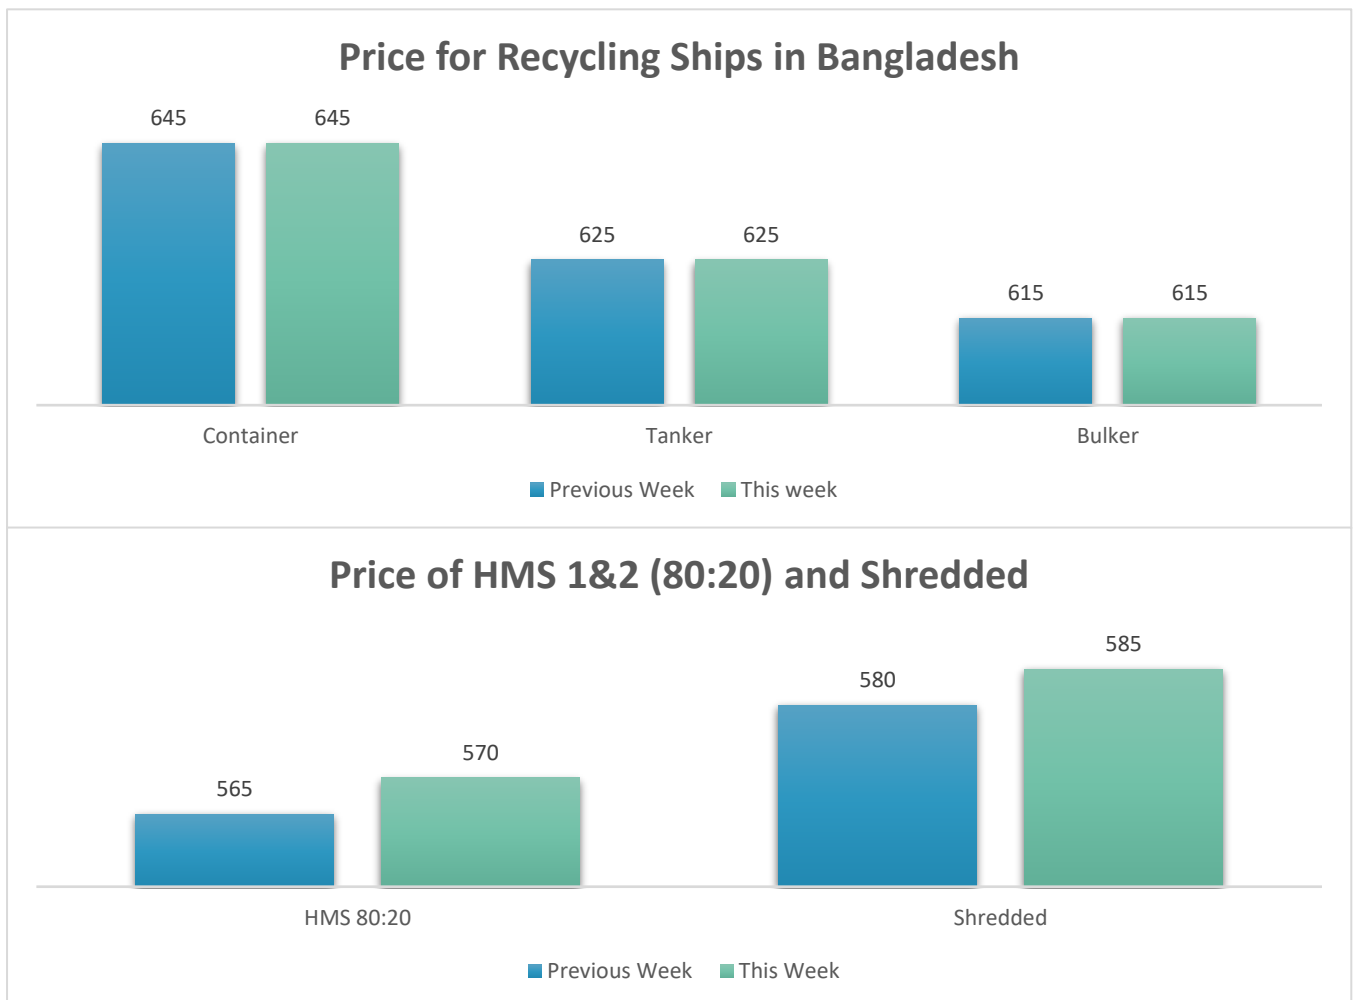 Price for Recycling Ships in Bangladesh
645 645
625 625
615 615
Container Tanker Bulker
Previous Week This week
Price of HMS 1&2 (80:20) and Shredded
585
580
570
565
HMS 80:20 Shredded
Previous Week This Week